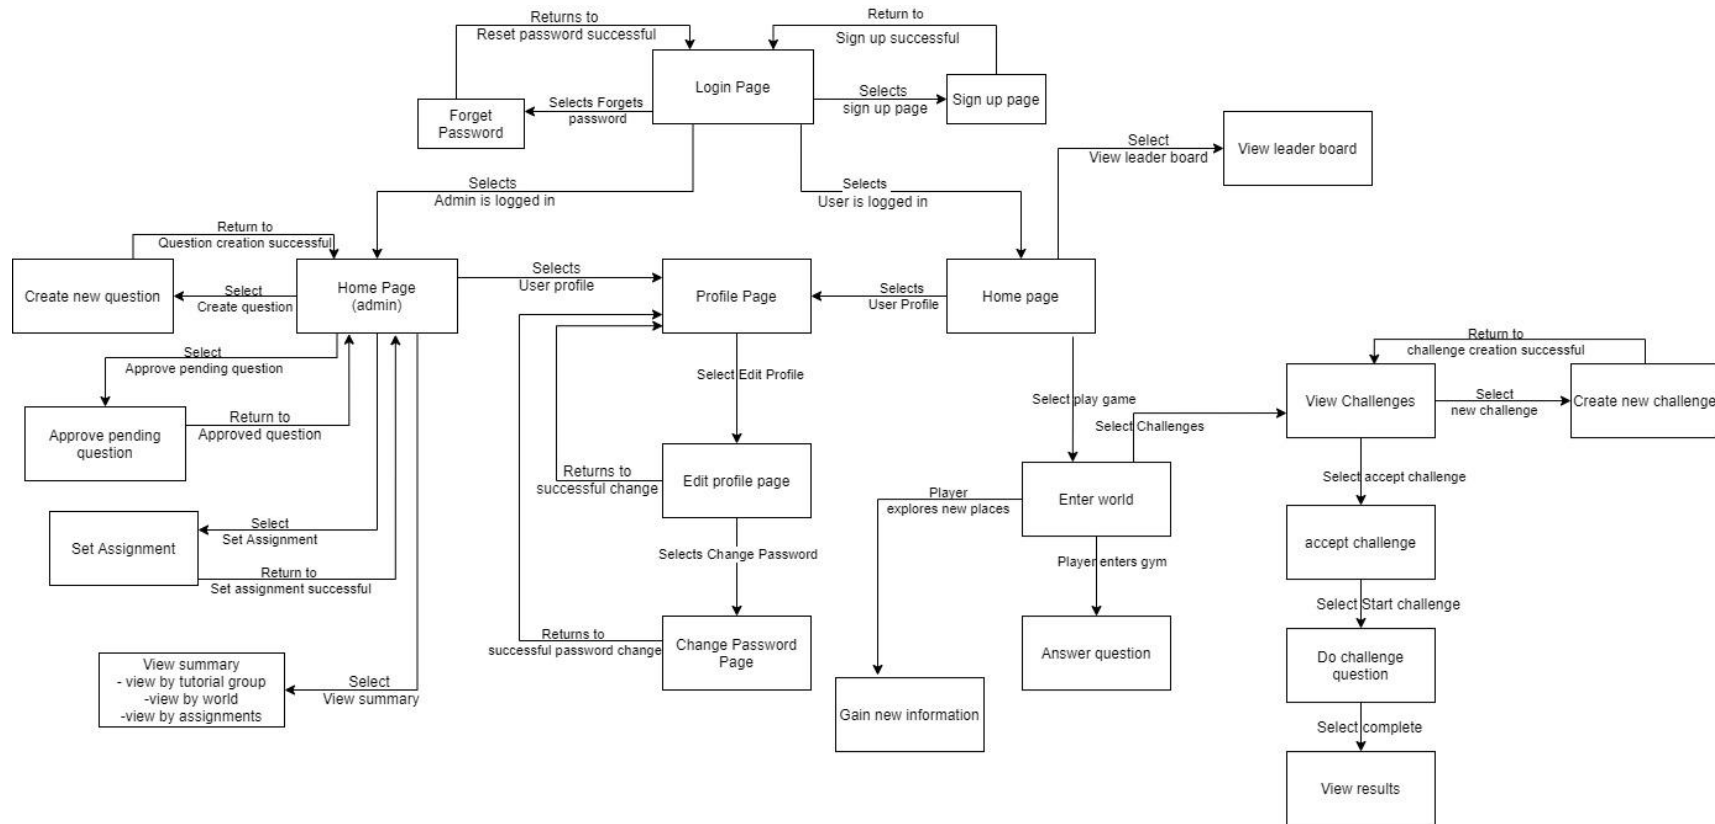 Returns to
Reset password successful
Return to
Sign up successful
Login Page
Selects Forgets
password
Forget
Password
Selects
sign up page
Sign up page
Select
View leader board
View leader board
Selects
Admin is logged in
Selects
User is logged in
Return to
Question creation successful
Create new question
Select
Create question
Home Page
(admin)
Selects
User profile
Profile Page
Selects
User Profile
Home page
Select
Approve pending question
Approve pending
question
Return to
Approved question
Select Edit Profile
Select play game
Select Challenges
Return to
challenge creation successful
View Challenges
Select
new challenge
Create new challenge
Returns to
successful change
Edit profile page
Player
explores new places
Enter world
Select accept challenge
Set Assignment
Select
Set Assignment
Return to
Set assignment successful
Selects Change Password
Player enters gym
accept challenge
Select Start challenge
Returns to
successful password change
Change Password
Page
Answer question
Do challenge
question
View summary
- view by tutorial group
-view by world
-view by assignments
Select
View summary
Gain new information
Select complete
View results